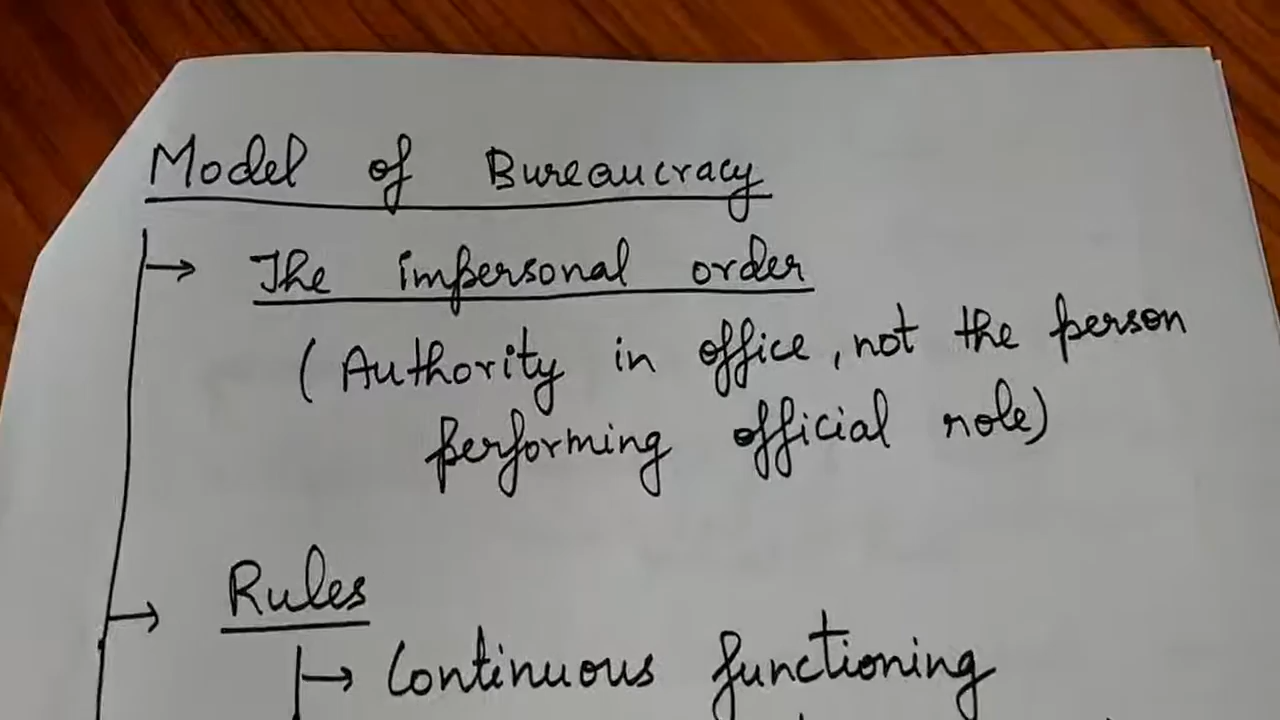 Model of Bureaucracy
The impersonal order
(Authority in office, not the person
performing official role)
Rules
Continuous functioning